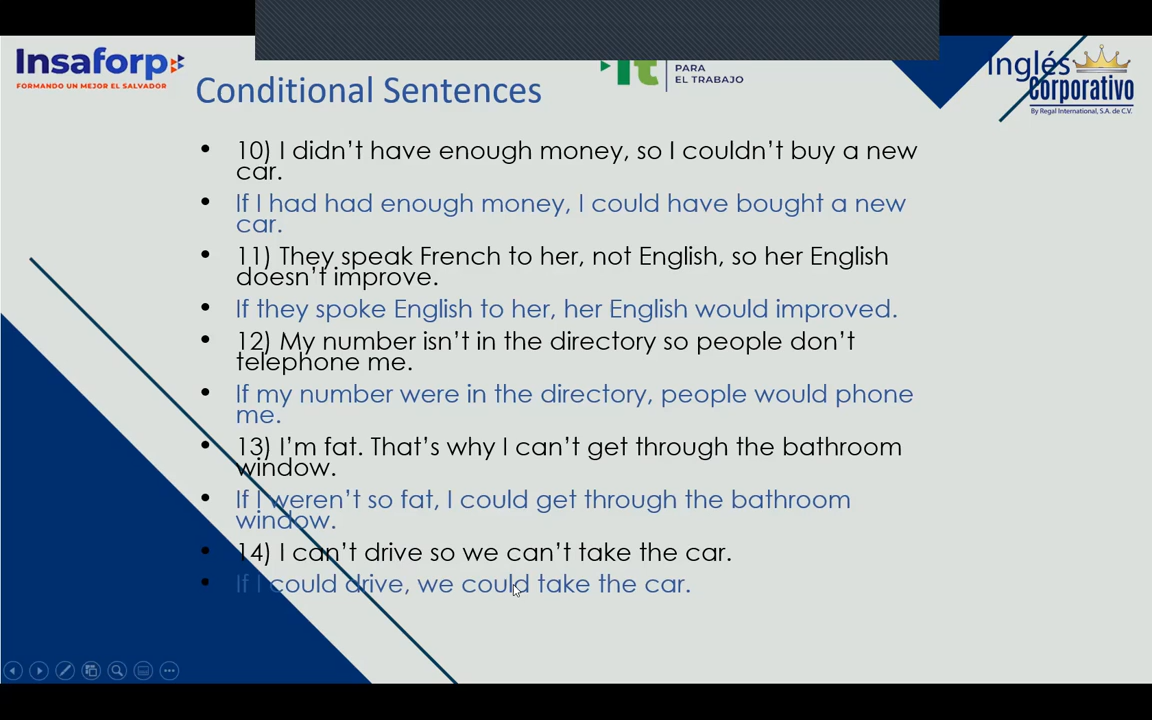 Insaforp
FORMANDO UN MEJOR EL SALVADOR
PARA
EL TRABAJO
Inglés
Corporativo
By Regal International, S.A. de C.V.
Conditional Sentences
• 10) I didn't have enough money, so I couldn't buy a new
car.
• If I had had enough money, I could have bought a new
car.
• 11) They speak French to her, not English, so her English
doesn't improve.
• If they spoke English to her, her English would improved.
• 12) My number isn't in the directory so people don't
telephone me.
• If my number were in the directory, people would phone
me.
• 13) I'm fat. That's why I can't get through the bathroom
window.
• If I weren't so fat, I could get through the bathroom
window.
• 14) I can't drive so we can't take the car.
• If I could drive, we could take the car.